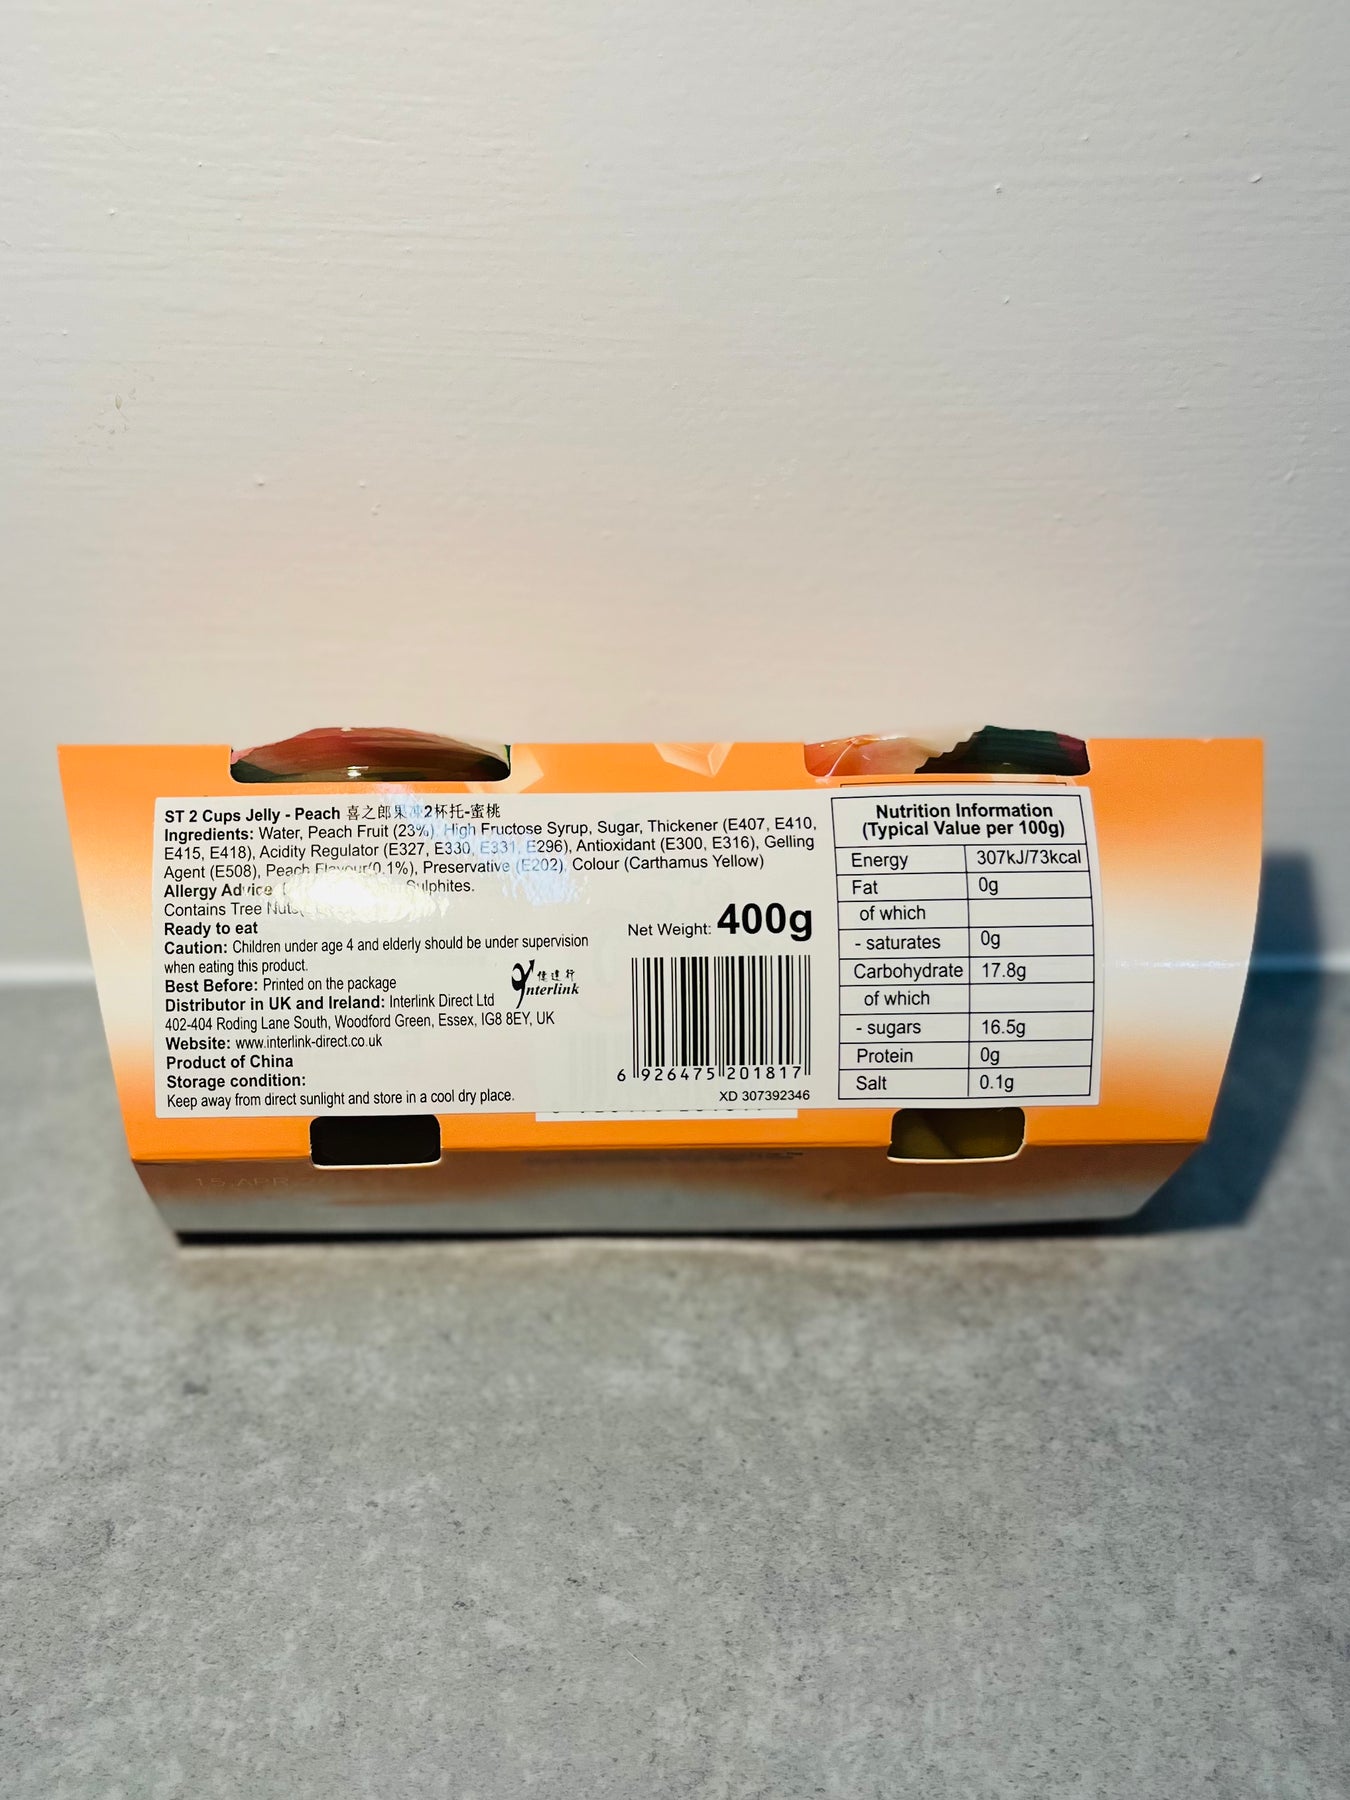 ST 2 Cups Jelly - Peach 喜之郎果凍2杯托-蜜桃
Ingredients: Water, Peach Fruit (23%), High Fructose Syrup, Sugar, Thickener (E407, E410,
E415, E418), Acidity Regulator (E327, E330, E331, E296), Antioxidant (E300, E316), Gelling
Agent (E508), Peach Flavour(0.1%), Preservative (E202), Colour (Carthamus Yellow)
Allergy Advice Sulphites.
Contains Tree Nuts
Ready to eat
Caution: Children under age 4 and elderly should be under supervision
when eating this product.
Best Before: Printed on the package
Distributor in UK and Ireland: Interlink Direct Ltd
402-404 Roding Lane South, Woodford Green, Essex, IG8 8EY, UK
Website: www.interlink-direct.co.uk
Product of China
Storage condition:
Keep away from direct sunlight and store in a cool dry place.
Interlink
Net Weight: 400g
6 926475 201817
XD 307392346
Nutrition Information
(Typical Value per 100g)
Energy 307kJ/73kcal
Fat 0g
of which
- saturates 0g
Carbohydrate 17.8g
of which
- sugars 16.5g
Protein 0g
Salt 0.1g
15.APR